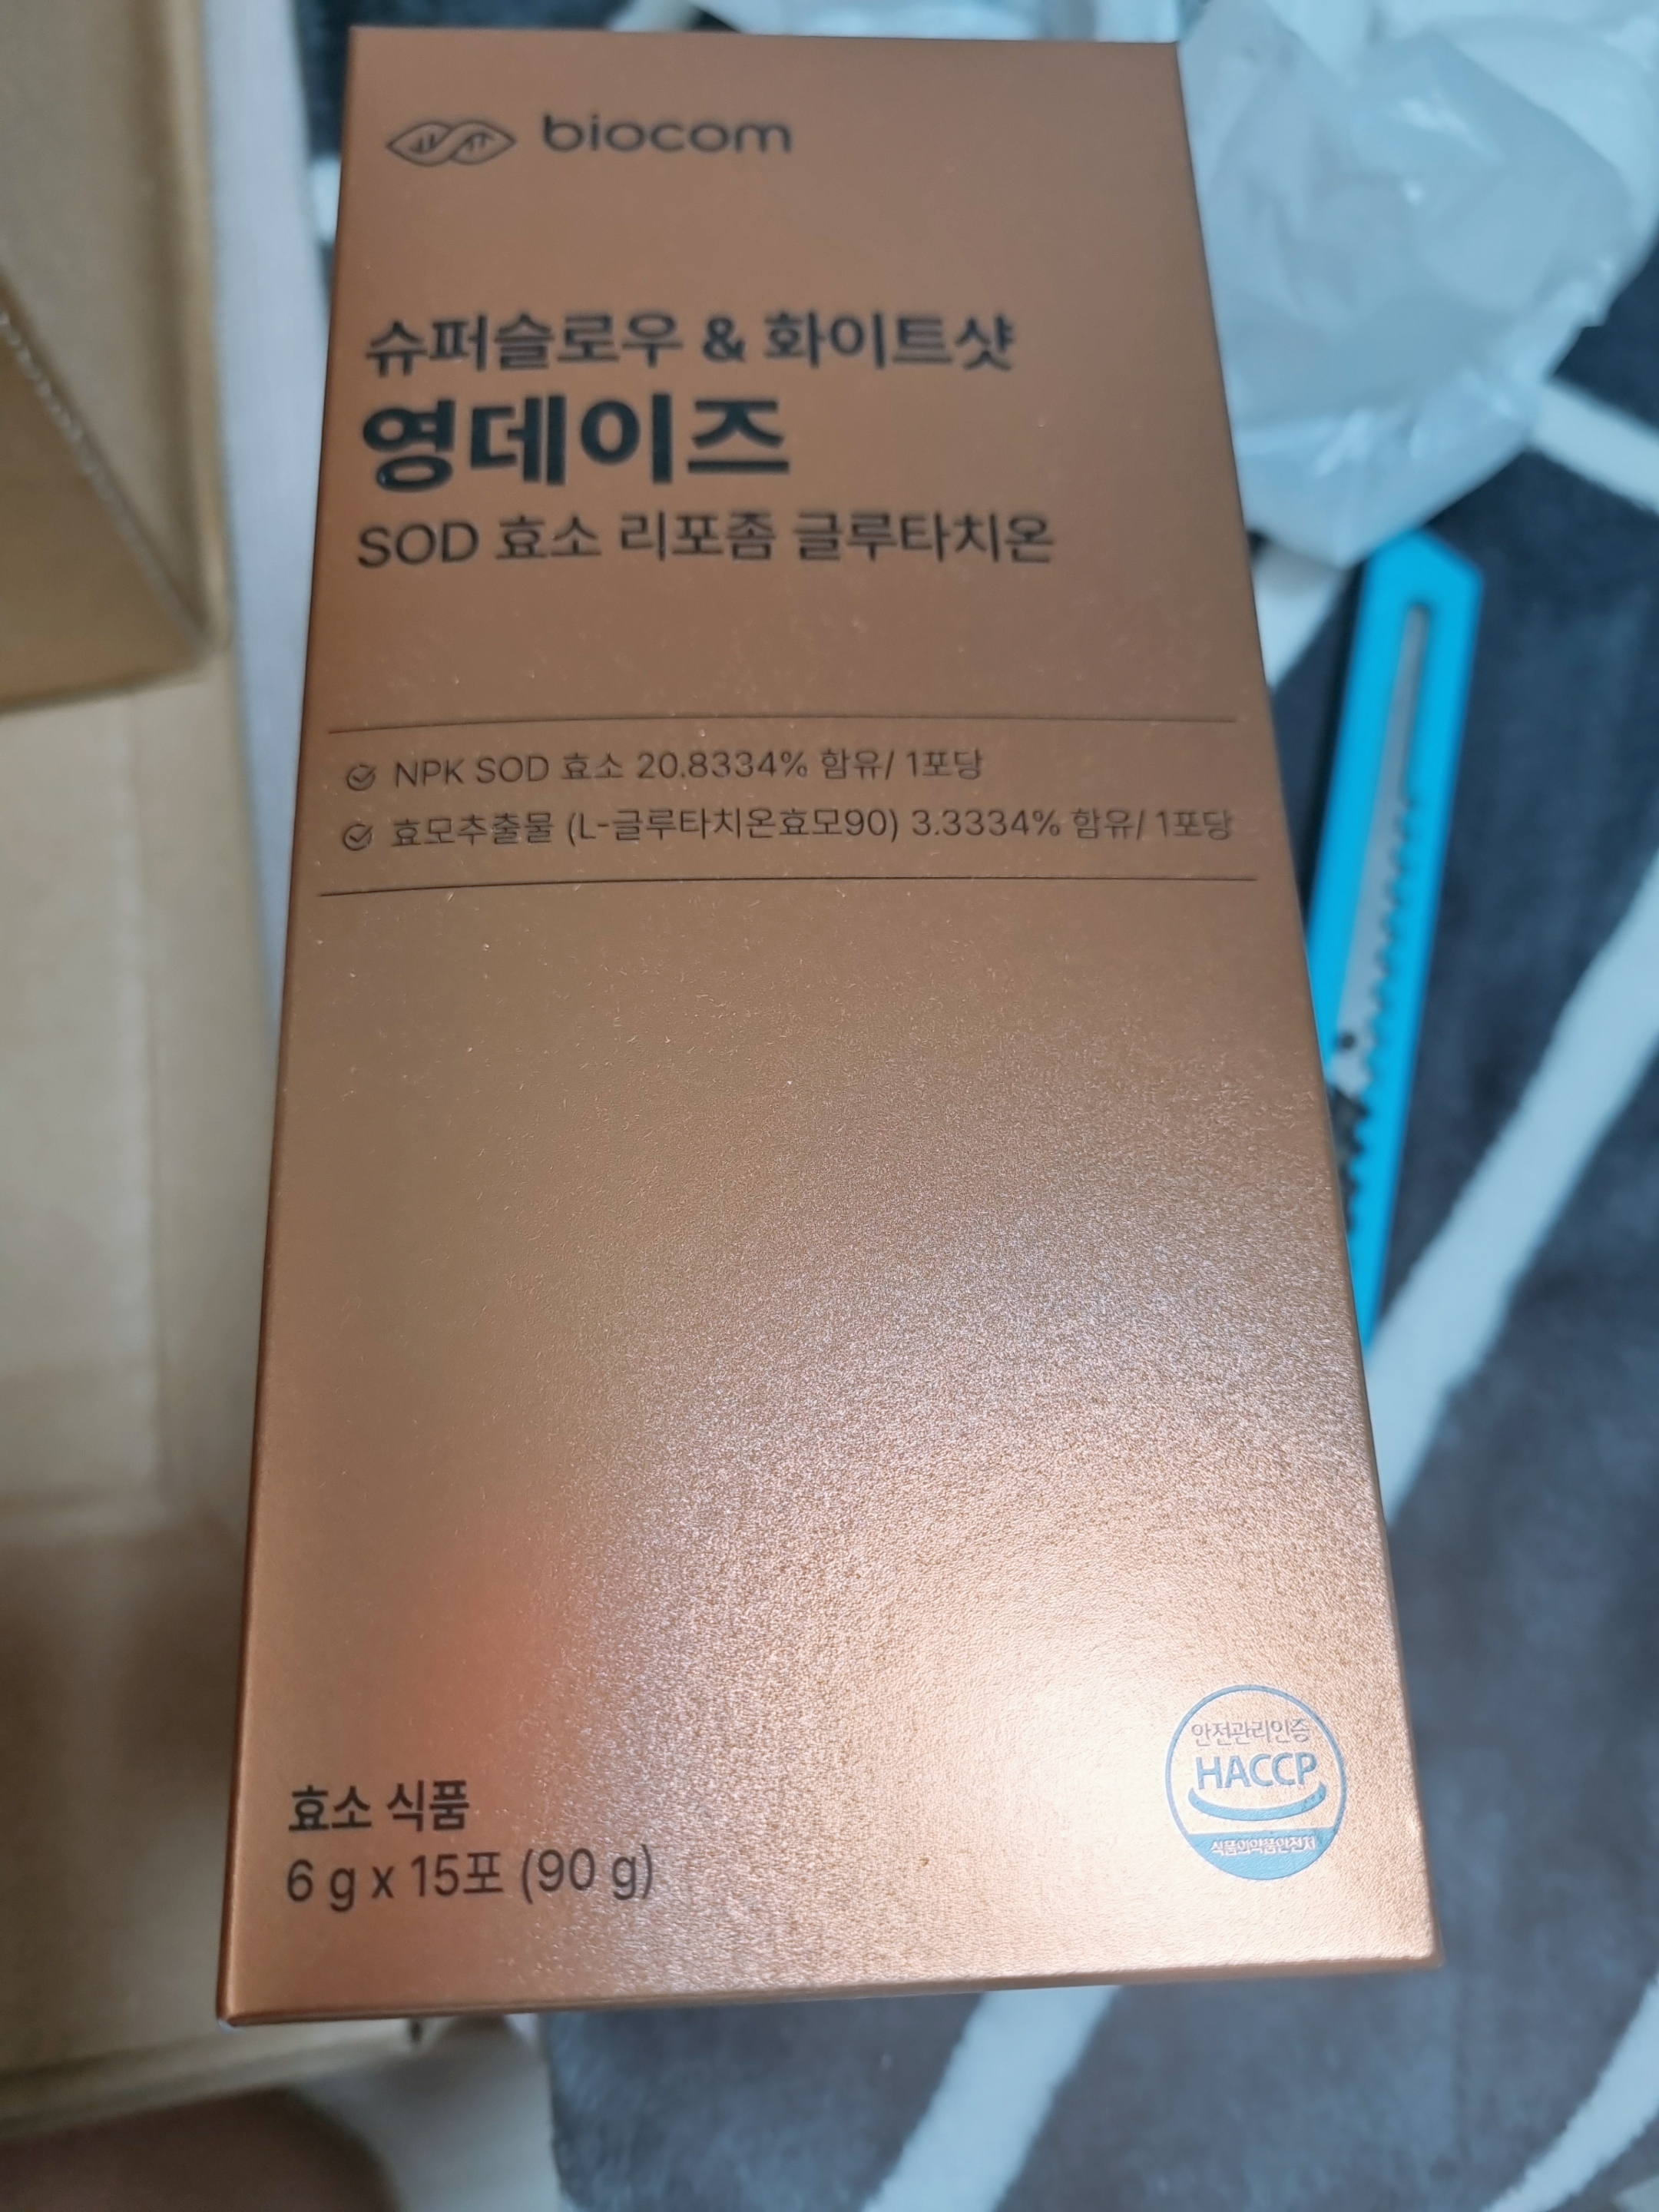 biocom
슈퍼슬로우 & 화이트샷
영데이즈
SOD 효소 리포좀 글루타치온
NPK SOD 효소 20.8334% 함유/ 1포당
효모추출물 (L-글루타치온효모90) 3.3334% 함유/ 1포당
효소 식품
6 g x 15포 (90 g)
안전관리인증
HACCP
식품의약품안전처